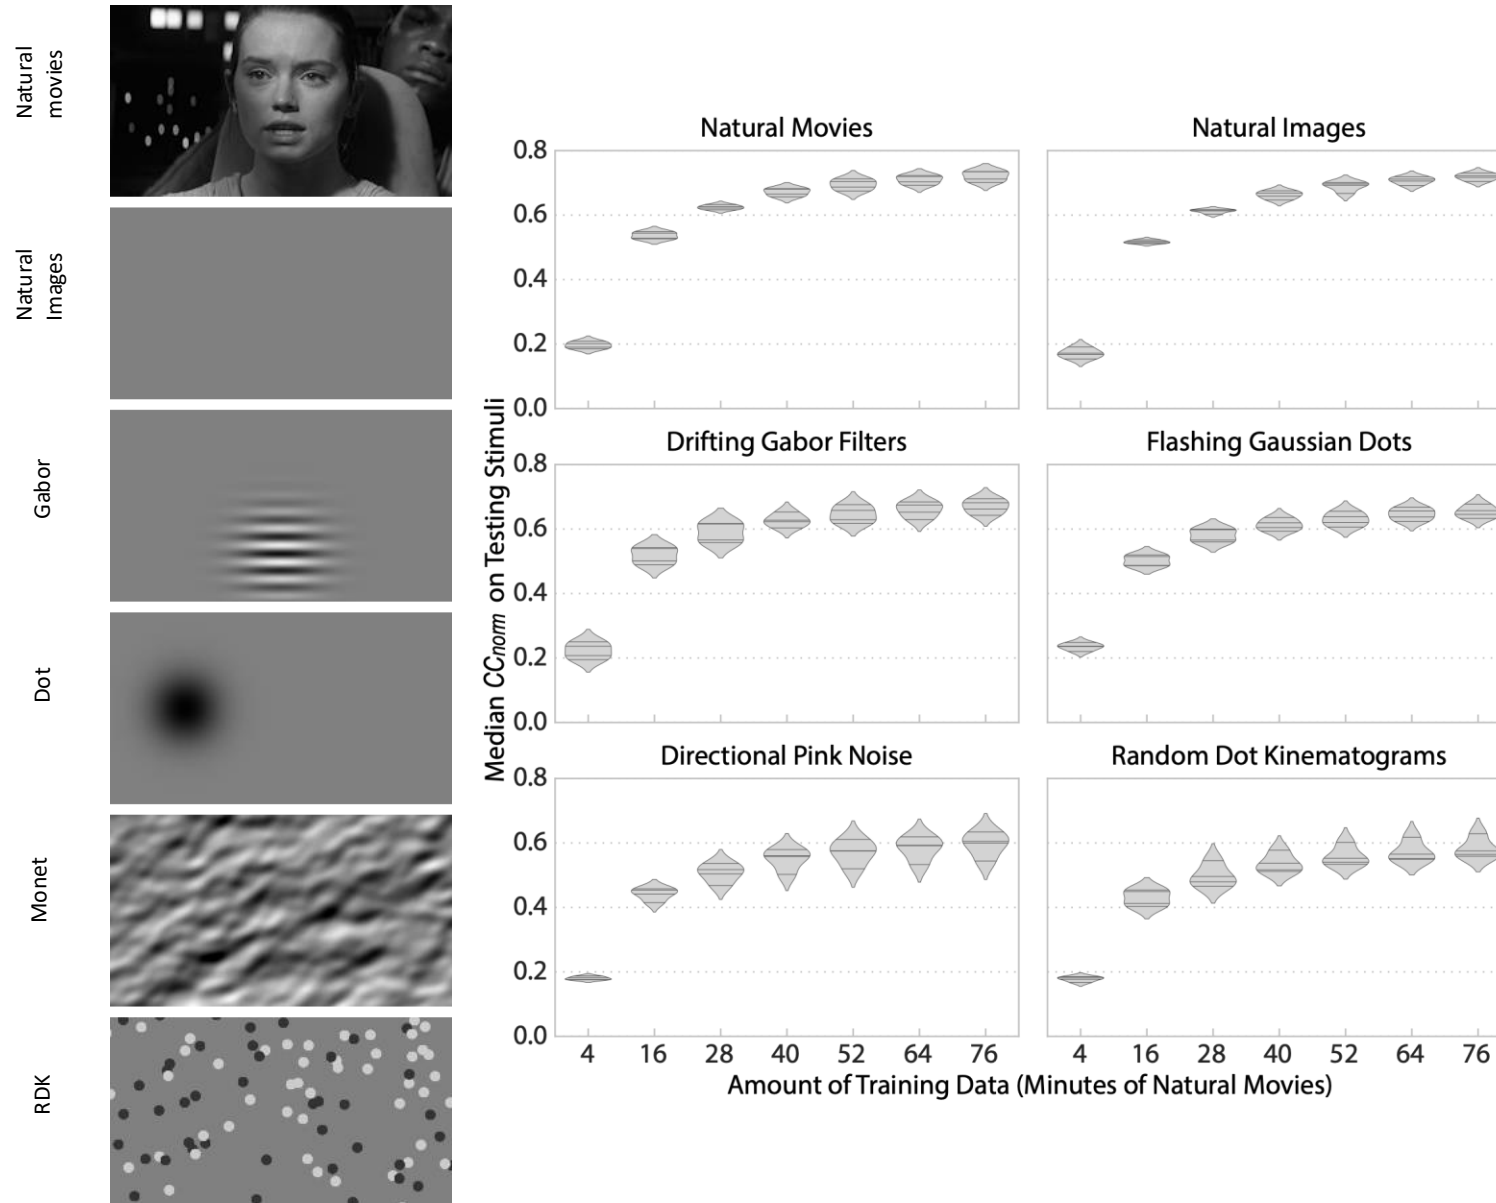 Natural
movies
Natural
Images
Gabor
Dot
Monet
RDK
Median CCnorm on Testing Stimuli
Natural Movies
0.8
0.6
0.4
0.2
0.0
Natural Images
Drifting Gabor Filters
0.8
0.6
0.4
0.2
0.0
Flashing Gaussian Dots
Directional Pink Noise
0.8
0.6
0.4
0.2
0.0
4 16 28 40 52 64 76
Random Dot Kinematograms
4 16 28 40 52 64 76
Amount of Training Data (Minutes of Natural Movies)